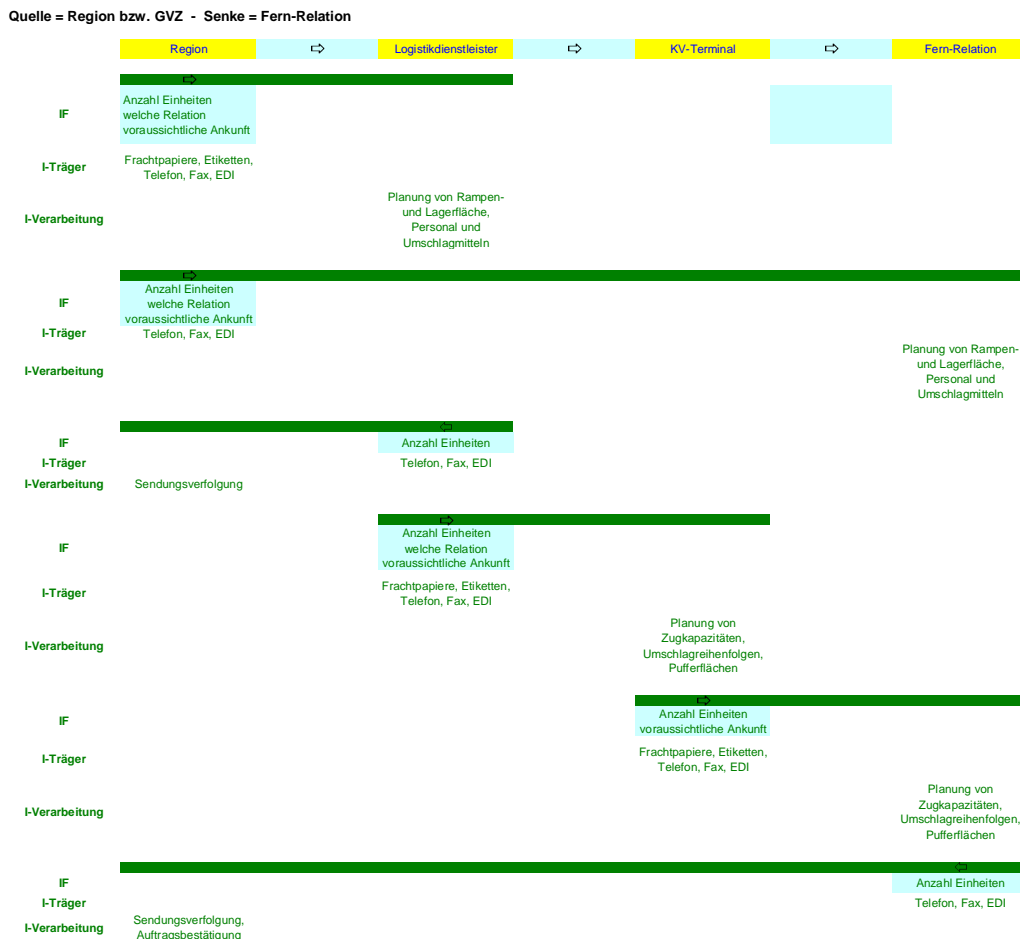 Quelle = Region bzw. GVZ - Senke = Fern-Relation
Region ⇨ Logistikdienstleister ⇨ KV-Terminal ⇨ Fern-Relation
⇨
IF
Anzahl Einheiten
welche Relation
voraussichtliche Ankunft
I-Träger
Frachtpapiere, Etiketten,
Telefon, Fax, EDI
I-Verarbeitung
Planung von Rampen-
und Lagerfläche,
Personal und
Umschlagmitteln
⇨
IF
Anzahl Einheiten
welche Relation
voraussichtliche Ankunft
I-Träger
Telefon, Fax, EDI
I-Verarbeitung
Planung von Rampen-
und Lagerfläche,
Personal und
Umschlagmitteln
⇦
IF
Anzahl Einheiten
I-Träger
Telefon, Fax, EDI
I-Verarbeitung
Sendungsverfolgung
⇨
IF
Anzahl Einheiten
welche Relation
voraussichtliche Ankunft
I-Träger
Frachtpapiere, Etiketten,
Telefon, Fax, EDI
I-Verarbeitung
Planung von
Zugkapazitäten,
Umschlagreihenfolgen,
Pufferflächen
⇨
IF
Anzahl Einheiten
voraussichtliche Ankunft
I-Träger
Frachtpapiere, Etiketten,
Telefon, Fax, EDI
I-Verarbeitung
Planung von
Zugkapazitäten,
Umschlagreihenfolgen,
Pufferflächen
⇦
IF
Anzahl Einheiten
I-Träger
Telefon, Fax, EDI
I-Verarbeitung
Sendungsverfolgung,
Auftragsbestätigung